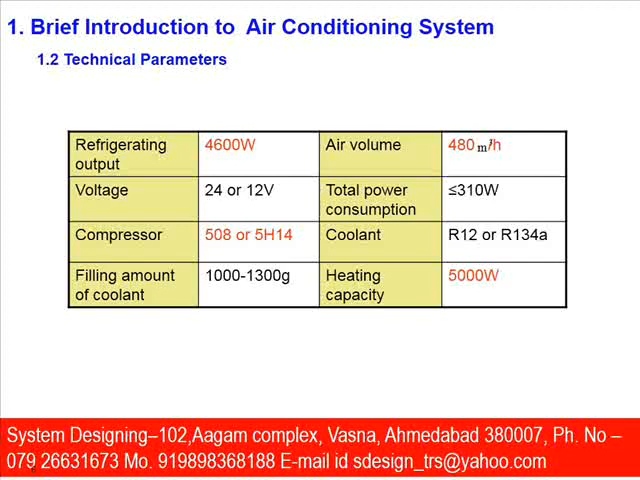 1. Brief Introduction to Air Conditioning System
1.2 Technical Parameters
Refrigerating output 4600W Air volume 480 m³/h
Voltage 24 or 12V Total power consumption ≤310W
Compressor 508 or 5H14 Coolant R12 or R134a
Filling amount of coolant 1000-1300g Heating capacity 5000W
System Designing–102,Aagam complex, Vasna, Ahmedabad 380007, Ph. No –
079 26631673 Mo. 919898368188 E-mail id sdesign_trs@yahoo.com